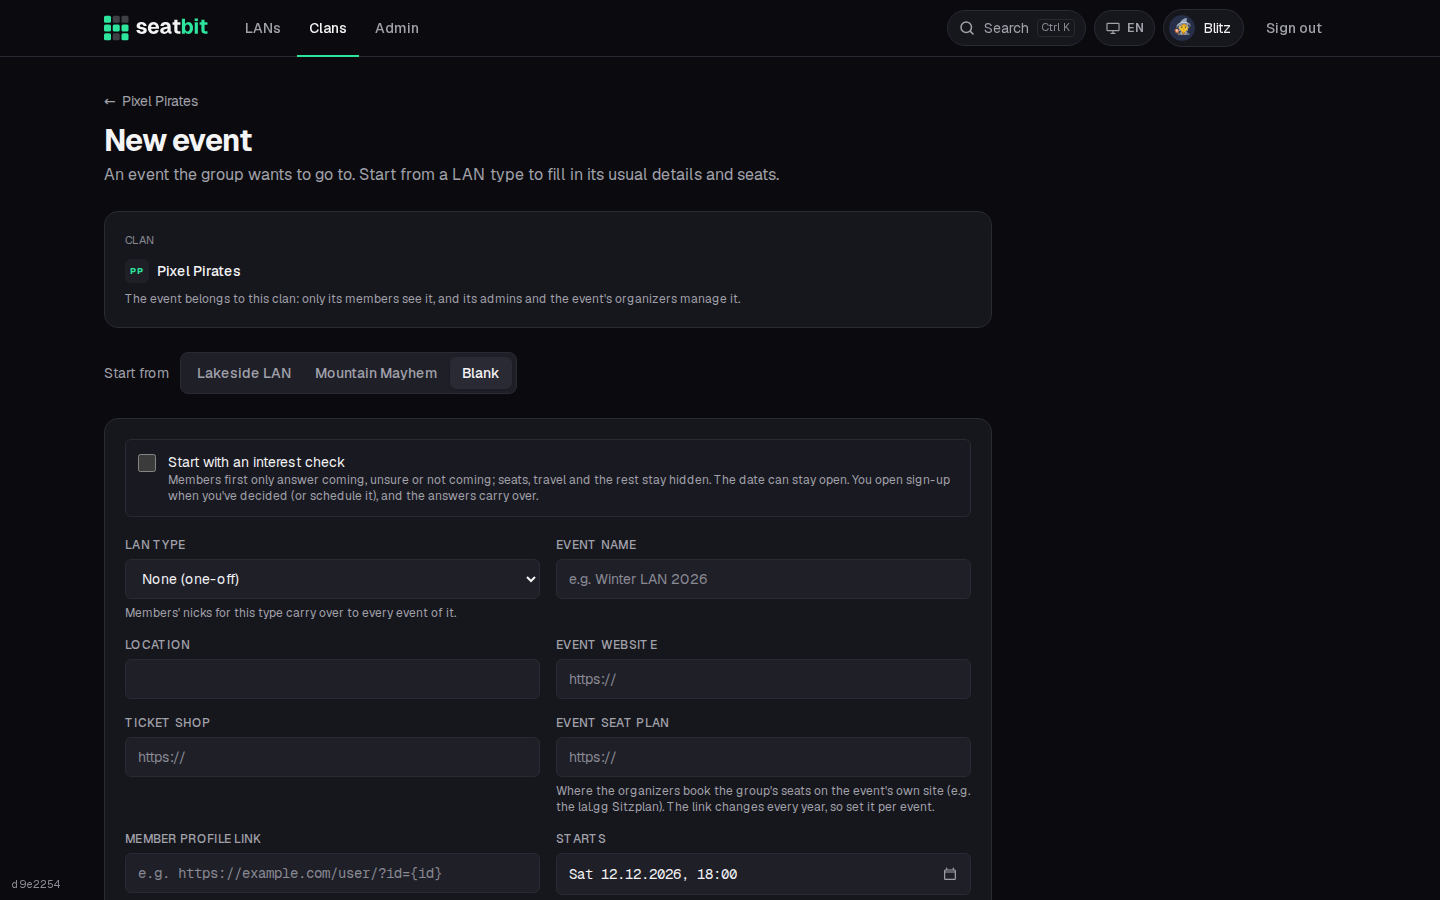 seatbit
LANs
Clans
Admin
Search Ctrl K
EN
Blitz
Sign out
← Pixel Pirates
New event
An event the group wants to go to. Start from a LAN type to fill in its usual details and seats.
CLAN
PP Pixel Pirates
The event belongs to this clan: only its members see it, and its admins and the event's organizers manage it.
Start from
Lakeside LAN
Mountain Mayhem
Blank
Start with an interest check
Members first only answer coming, unsure or not coming; seats, travel and the rest stay hidden. The date can stay open. You open sign-up
when you've decided (or schedule it), and the answers carry over.
LAN TYPE
None (one-off)
Members' nicks for this type carry over to every event of it.
EVENT NAME
e.g. Winter LAN 2026
LOCATION
EVENT WEBSITE
https://
TICKET SHOP
https://
EVENT SEAT PLAN
https://
Where the organizers book the group's seats on the event's own site (e.g.
the lal.gg Sitzplan). The link changes every year, so set it per event.
MEMBER PROFILE LINK
e.g. https://example.com/user/?id={id}
STARTS
Sat 12.12.2026, 18:00
d9e2254